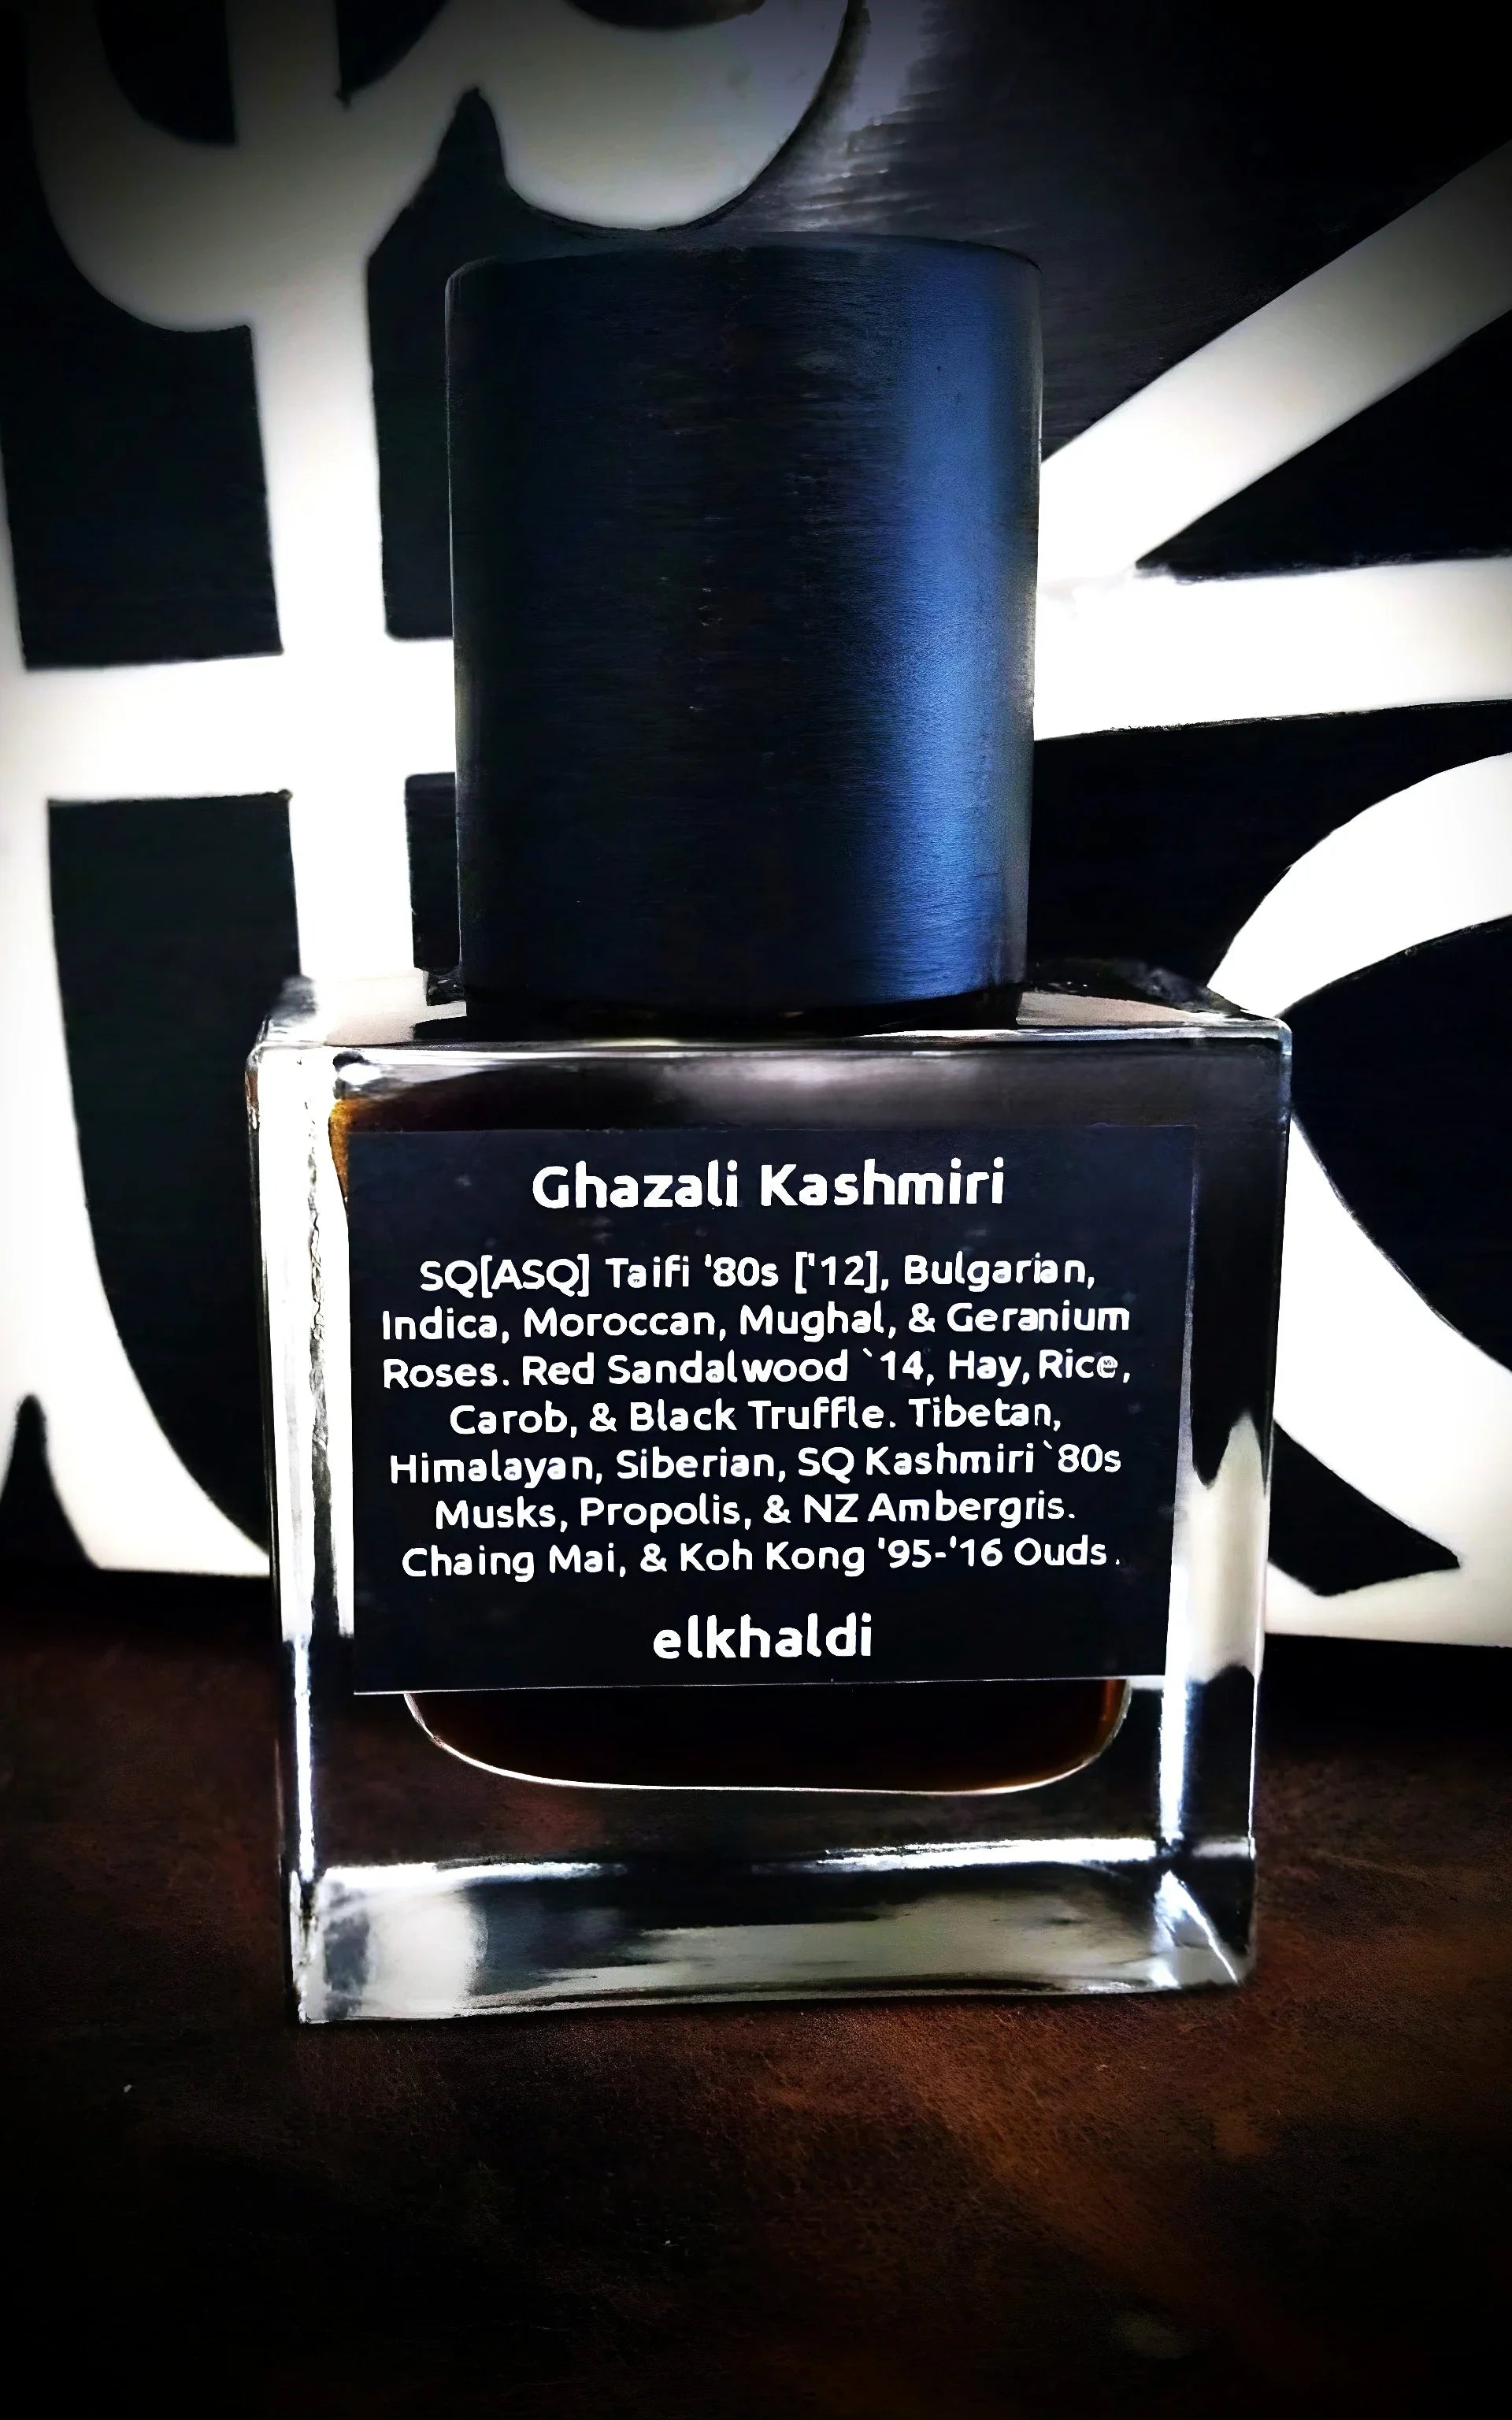 Ghazali Kashmiri
SQ[ASQ] Taifi '80s ['12], Bulgarian,
Indica, Moroccan, Mughal, & Geranium
Roses. Red Sandalwood `14, Hay, Rice,
Carob, & Black Truffle. Tibetan,
Himalayan, Siberian, SQ Kashmiri `80s
Musks, Propolis, & NZ Ambergris.
Chaing Mai, & Koh Kong '95-'16 Ouds.
elkhaldi